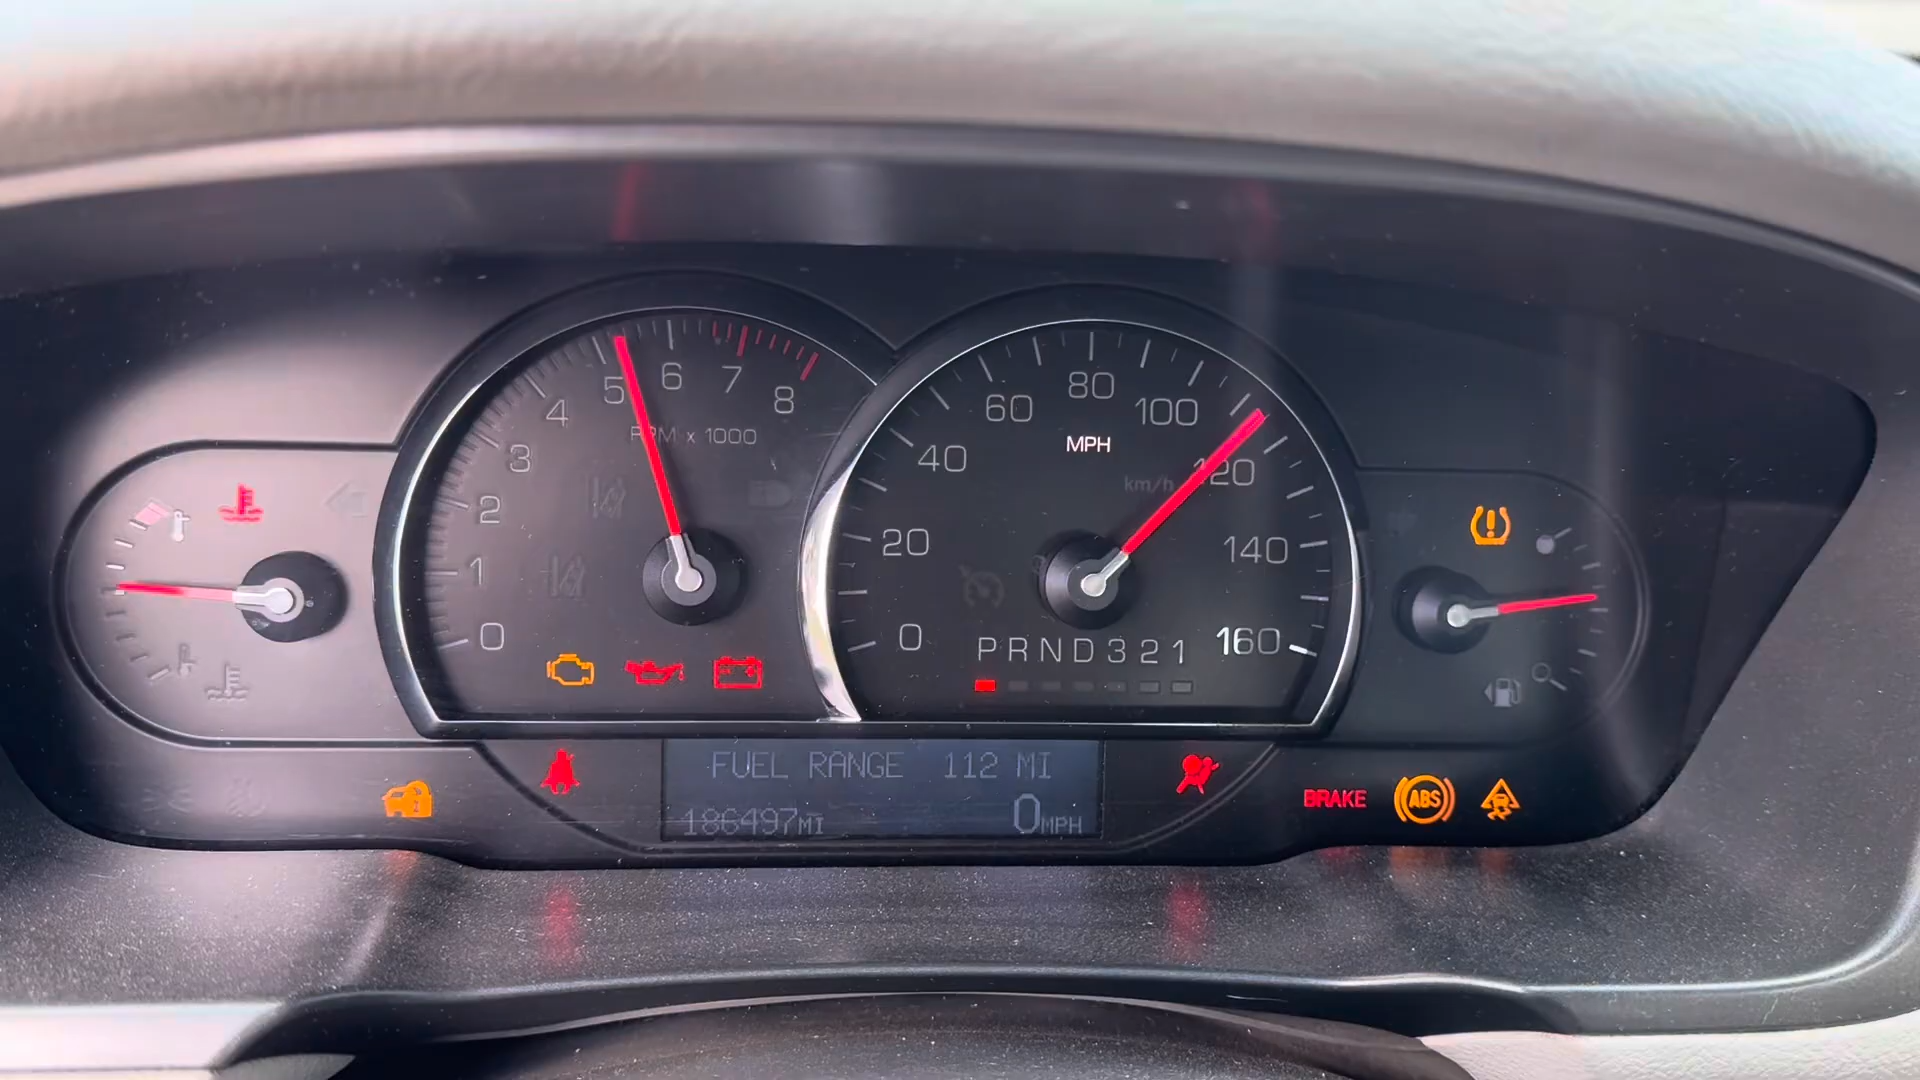 0 1 2 3 4 5 6 7 8
RPM x 1000
0 20 40 60 80 100 120 140 160
MPH
km/h
PRND321
FUEL RANGE 112 MI
186497MI 0MPH
BRAKE
ABS